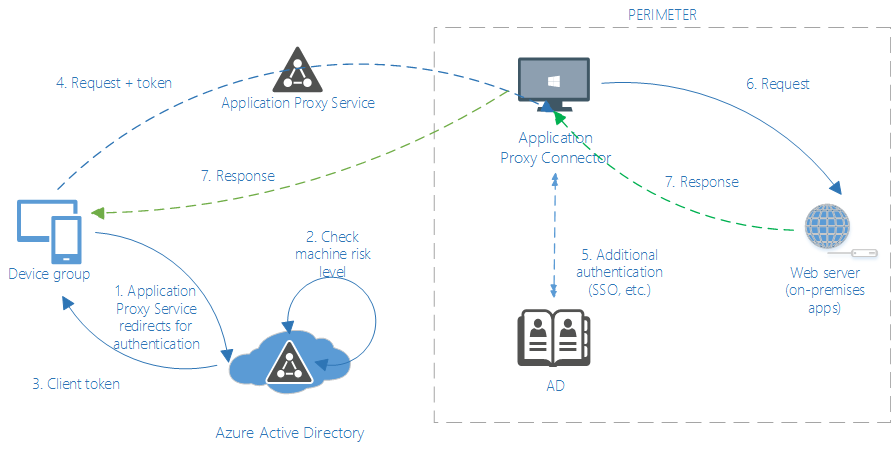 PERIMETER
4. Request + token
Application Proxy Service
6. Request
Application
Proxy Connector
7. Response
7. Response
2. Check
machine risk
level
Device group
5. Additional
authentication
(SSO, etc.)
Web server
(on-premises
apps)
1. Application
Proxy Service
redirects for
authentication
3. Client token
AD
Azure Active Directory